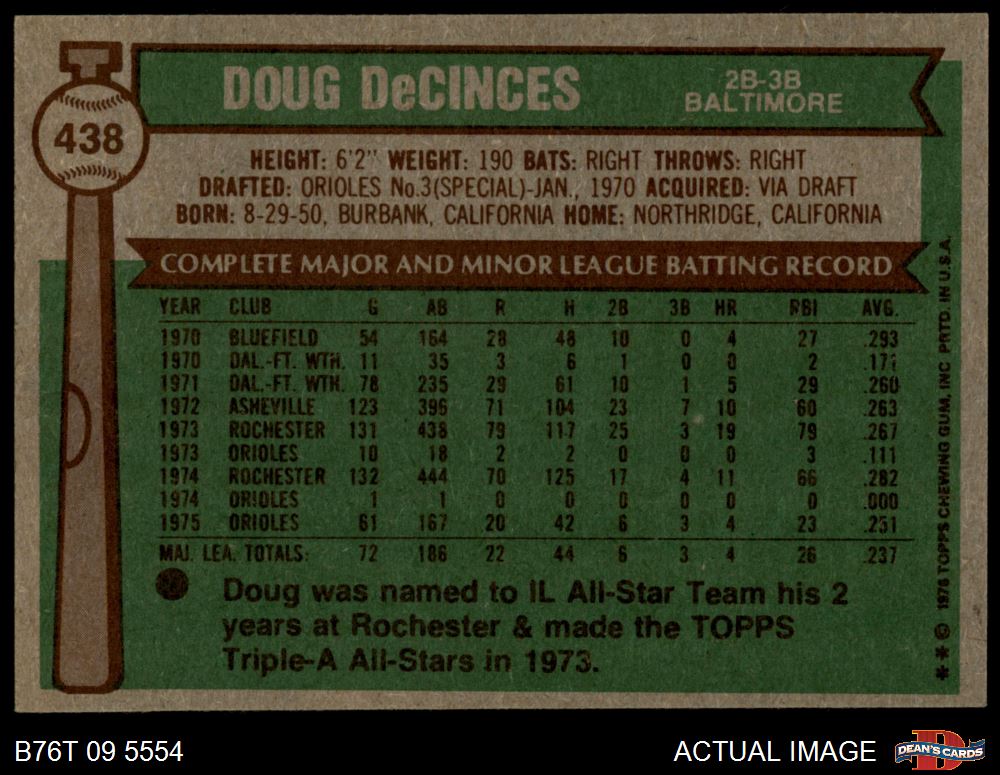 438
DOUG DeCINCES
2B-3B
BALTIMORE
HEIGHT: 6'2" WEIGHT: 190 BATS: RIGHT THROWS: RIGHT
DRAFTED: ORIOLES No.3(SPECIAL)-JAN., 1970 ACQUIRED: VIA DRAFT
BORN: 8-29-50, BURBANK, CALIFORNIA HOME: NORTHRIDGE, CALIFORNIA
COMPLETE MAJOR AND MINOR LEAGUE BATTING RECORD
YEAR CLUB G AB R H 2B 3B HR RBI AVG.
1970 BLUEFIELD 54 164 28 48 10 0 4 27 .293
1970 DAL.-FT. WTH. 11 35 3 6 1 0 0 2 .171
1971 DAL.-FT. WTH. 78 235 29 61 10 1 5 29 .260
1972 ASHEVILLE 123 396 71 104 23 7 10 60 .263
1973 ROCHESTER 131 438 79 117 25 3 19 79 .267
1973 ORIOLES 10 18 2 2 0 0 0 3 .111
1974 ROCHESTER 132 444 70 125 17 4 11 66 .282
1974 ORIOLES 1 1 0 0 0 0 0 0 .000
1975 ORIOLES 61 167 20 42 6 3 4 23 .251
MAJ. LEA. TOTALS: 72 186 22 44 6 3 4 26 .237
Doug was named to IL All-Star Team his 2
years at Rochester & made the TOPPS
Triple-A All-Stars in 1973.
** © 1976 TOPPS CHEWING GUM, INC PRTD. IN U.S.A.
B76T 09 5554
ACTUAL IMAGE
D
DEAN'S CARDS